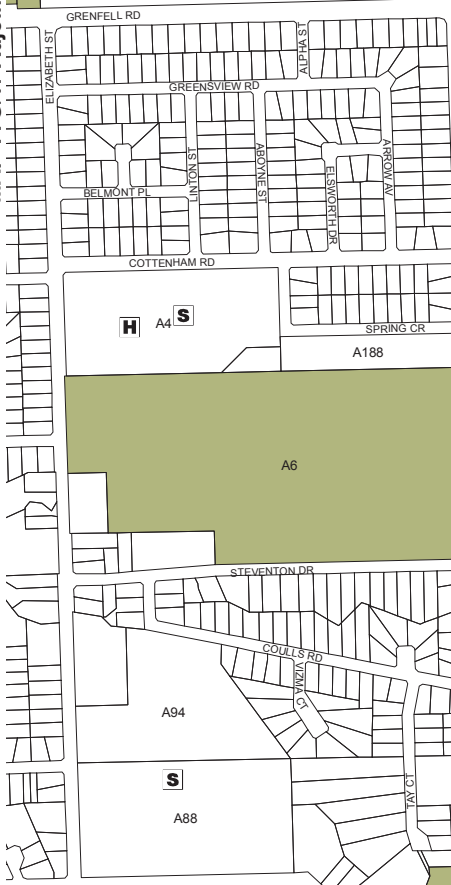 GRENFELL RD
ELIZABETH ST
ALPHA ST
GREENSVIEW RD
LINTON ST
ABOYNE ST
ELSWORTH DR
ARROW AV
BELMONT PL
COTTENHAM RD
SPRING CR
H
A4
S
A188
A6
STEVENTON DR
COULLS RD
VIZMA CT
A94
S
A88
TAY CT